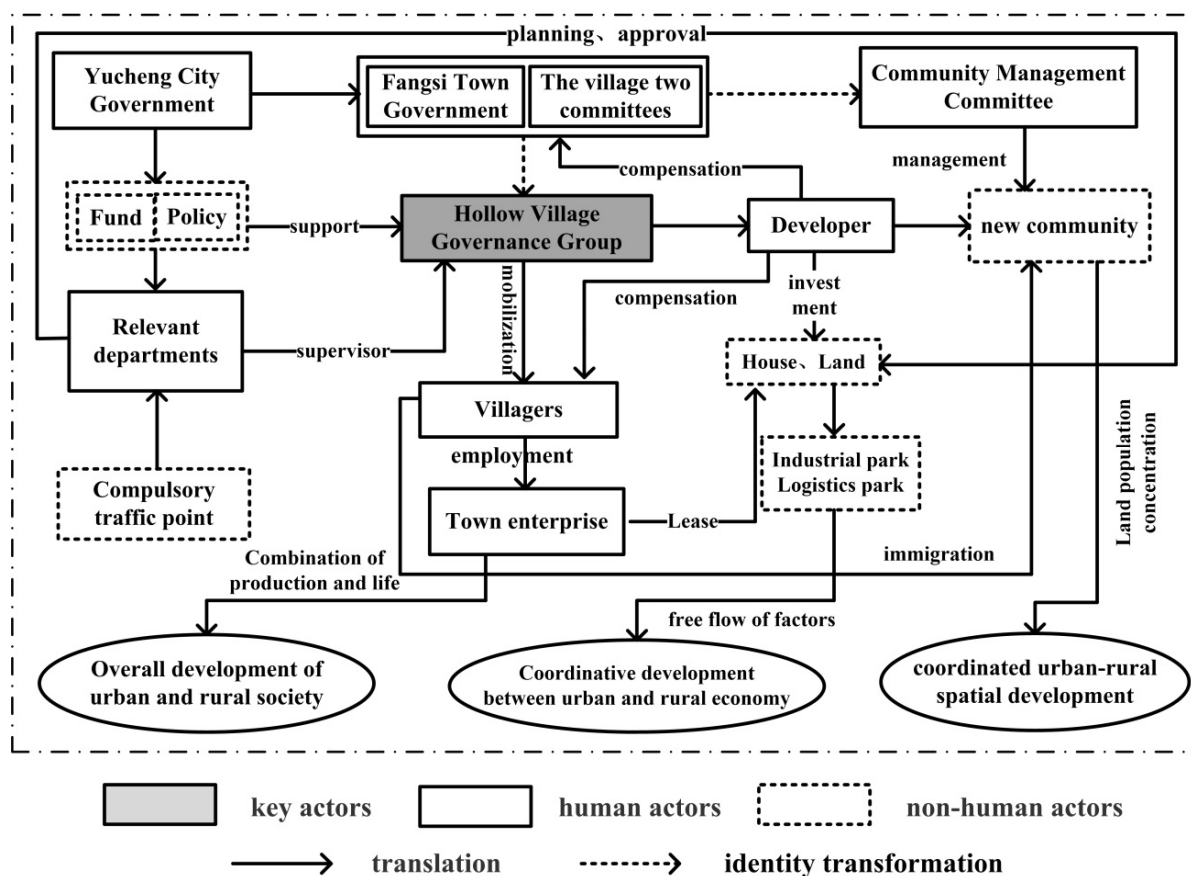 planning、approval
Yucheng City
Government
Fangsi Town
Government
The village two
committees
Community Management
Committee
compensation
management
Fund
Policy
support
Hollow Village
Governance Group
Developer
new community
mobilization
compensation
invest
ment
Relevant
departments
supervisor
House、Land
Villagers
employment
Industrial park
Logistics park
Land population
concentration
Compulsory
traffic point
Town enterprise
Lease
Combination of
production and life
immigration
free flow of factors
Overall development of
urban and rural society
Coordinative development
between urban and rural economy
coordinated urban-rural
spatial development
key actors
human actors
non-human actors
translation
identity transformation